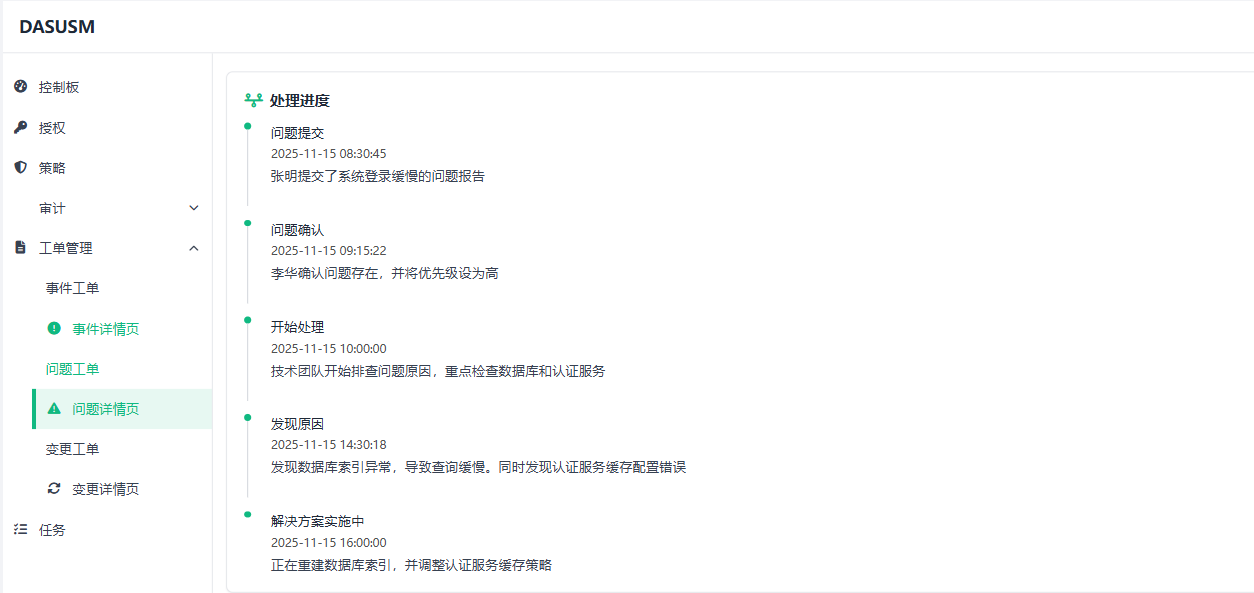 DASUSM
控制板
授权
策略
审计
工单管理
事件工单
事件详情页
问题工单
问题详情页
变更工单
变更详情页
任务
处理进度
问题提交
2025-11-15 08:30:45
张明提交了系统登录缓慢的问题报告
问题确认
2025-11-15 09:15:22
李华确认问题存在，并将优先级设为高
开始处理
2025-11-15 10:00:00
技术团队开始排查问题原因，重点检查数据库和认证服务
发现原因
2025-11-15 14:30:18
发现数据库索引异常，导致查询缓慢。同时发现认证服务缓存配置错误
解决方案实施中
2025-11-15 16:00:00
正在重建数据库索引，并调整认证服务缓存策略